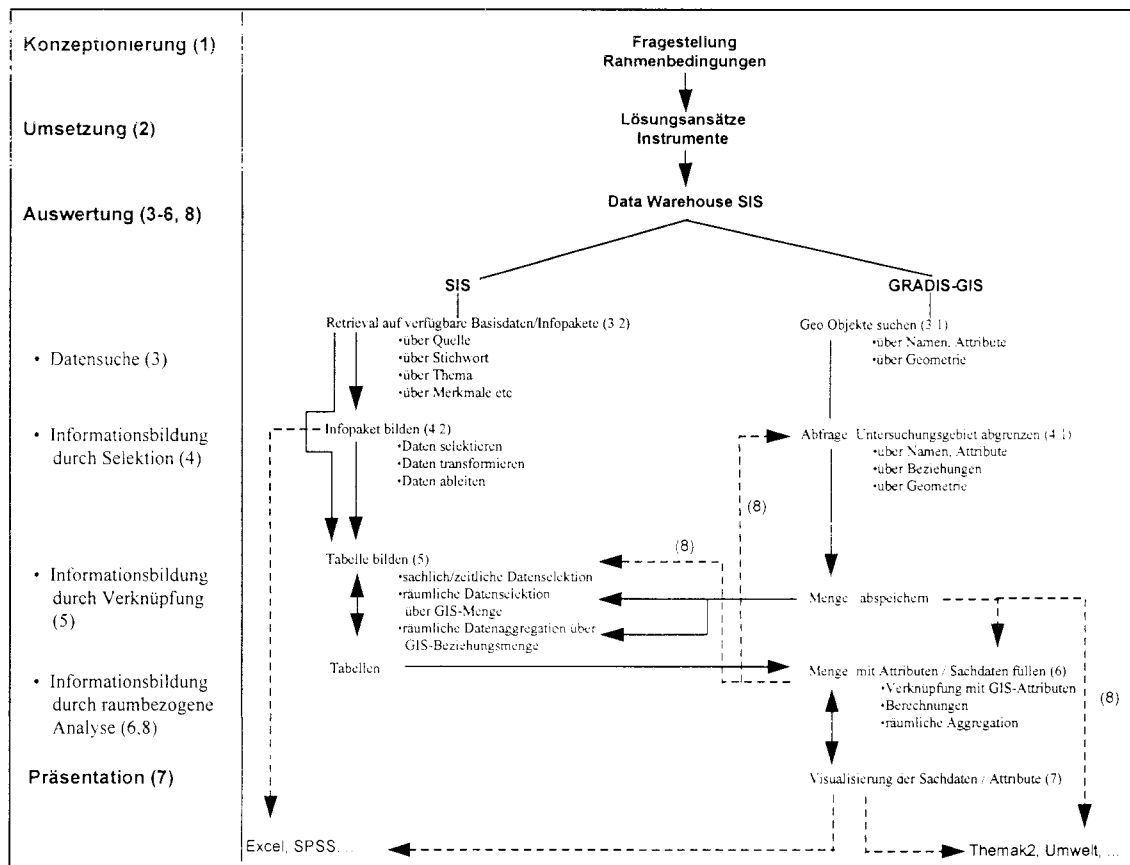 Konzeptionierung (1)
Umsetzung (2)
Auswertung (3-6, 8)
• Datensuche (3)
• Informationsbildung
durch Selektion (4)
• Informationsbildung
durch Verknüpfung
(5)
• Informationsbildung
durch raumbezogene
Analyse (6,8)
Präsentation (7)
Fragestellung
Rahmenbedingungen
Lösungsansätze
Instrumente
Data Warehouse SIS
SIS
Retrieval auf verfügbare Basisdaten/Infopakete (3 2)
•über Quelle
•über Stichwort
•über Thema
•über Merkmale etc
Infopaket bilden (4 2)
•Daten selektieren
•Daten transformieren
•Daten ableiten
Tabelle bilden (5)
•sachlich/zeitliche Datenselektion
•räumliche Datenselektion
über GIS-Menge
•räumliche Datenaggregation über
GIS-Beziehungsmenge
Tabellen
GRADIS-GIS
Geo Objekte suchen (3 1)
•über Namen, Attribute
•über Geometrie
Abfrage Untersuchungsgebiet abgrenzen (4 1)
•über Namen, Attribute
•über Beziehungen
•über Geometrie
(8)
(8)
Menge abspeichern
Menge mit Attributen / Sachdaten füllen (6)
•Verknüpfung mit GIS-Attributen
•Berechnungen
•räumliche Aggregation
(8)
Visualisierung der Sachdaten / Attribute (7)
Excel, SPSS, ...
Themak2, Umwelt, ...